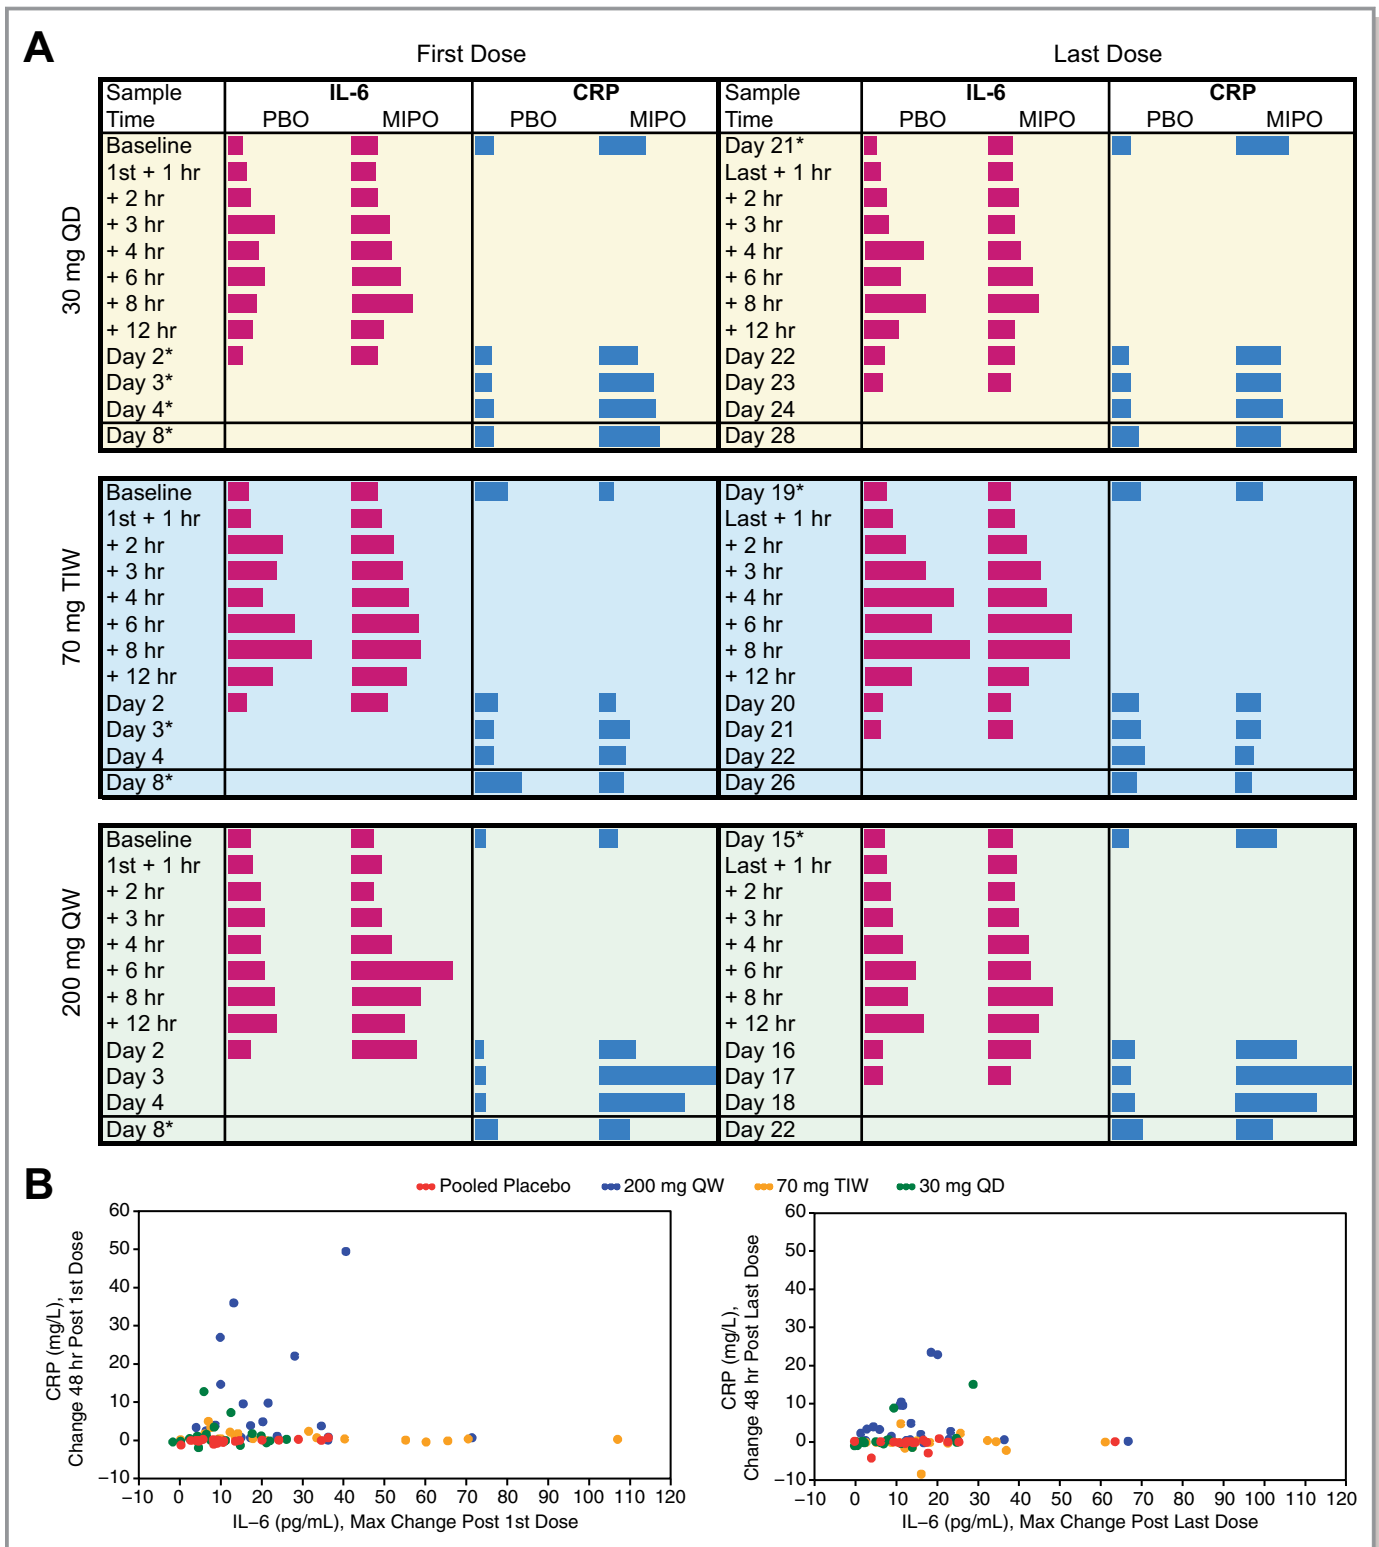 A
First Dose Last Dose
Sample Time IL-6 PBO MIPO CRP PBO MIPO Sample Time IL-6 PBO MIPO CRP PBO MIPO
30 mg QD
Baseline Day 21*
1st + 1 hr Last + 1 hr
+ 2 hr + 2 hr
+ 3 hr + 3 hr
+ 4 hr + 4 hr
+ 6 hr + 6 hr
+ 8 hr + 8 hr
+ 12 hr + 12 hr
Day 2* Day 22
Day 3* Day 23
Day 4* Day 24
Day 8* Day 28
70 mg TIW
Baseline Day 19*
1st + 1 hr Last + 1 hr
+ 2 hr + 2 hr
+ 3 hr + 3 hr
+ 4 hr + 4 hr
+ 6 hr + 6 hr
+ 8 hr + 8 hr
+ 12 hr + 12 hr
Day 2 Day 20
Day 3* Day 21
Day 4 Day 22
Day 8* Day 26
200 mg QW
Baseline Day 15*
1st + 1 hr Last + 1 hr
+ 2 hr + 2 hr
+ 3 hr + 3 hr
+ 4 hr + 4 hr
+ 6 hr + 6 hr
+ 8 hr + 8 hr
+ 12 hr + 12 hr
Day 2 Day 16
Day 3 Day 17
Day 4 Day 18
Day 8* Day 22
B
Pooled Placebo 200 mg QW 70 mg TIW 30 mg QD
CRP (mg/L),
Change 48 hr Post 1st Dose
60
50
40
30
20
10
0
−10
−10 0 10 20 30 40 50 60 70 80 90 100 110 120
IL−6 (pg/mL), Max Change Post 1st Dose
CRP (mg/L),
Change 48 hr Post Last Dose
60
50
40
30
20
10
0
−10
−10 0 10 20 30 40 50 60 70 80 90 100 110 120
IL−6 (pg/mL), Max Change Post Last Dose